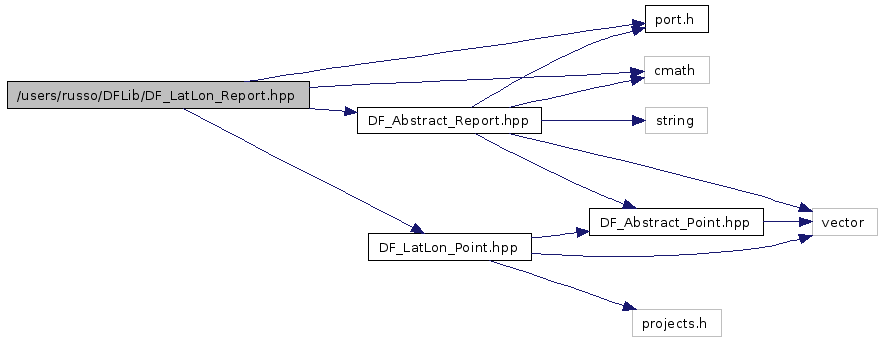 port.h
cmath
/users/russo/DFLib/DF_LatLon_Report.hpp
DF_Abstract_Report.hpp
string
DF_Abstract_Point.hpp
vector
DF_LatLon_Point.hpp
projects.h